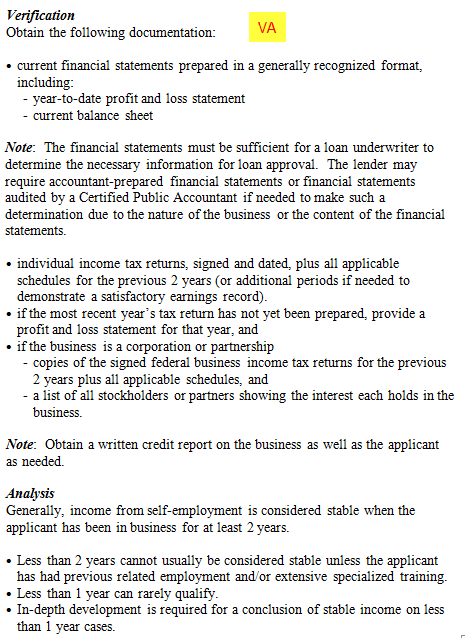 Verification
Obtain the following documentation:
VA
• current financial statements prepared in a generally recognized format,
including:
- year-to-date profit and loss statement
- current balance sheet
Note: The financial statements must be sufficient for a loan underwriter to
determine the necessary information for loan approval. The lender may
require accountant-prepared financial statements or financial statements
audited by a Certified Public Accountant if needed to make such a
determination due to the nature of the business or the content of the financial
statements.
• individual income tax returns, signed and dated, plus all applicable
schedules for the previous 2 years (or additional periods if needed to
demonstrate a satisfactory earnings record).
• if the most recent year's tax return has not yet been prepared, provide a
profit and loss statement for that year, and
• if the business is a corporation or partnership
- copies of the signed federal business income tax returns for the previous
2 years plus all applicable schedules, and
- a list of all stockholders or partners showing the interest each holds in the
business.
Note: Obtain a written credit report on the business as well as the applicant
as needed.
Analysis
Generally, income from self-employment is considered stable when the
applicant has been in business for at least 2 years.
• Less than 2 years cannot usually be considered stable unless the applicant
has had previous related employment and/or extensive specialized training.
• Less than 1 year can rarely qualify.
• In-depth development is required for a conclusion of stable income on less
than 1 year cases.